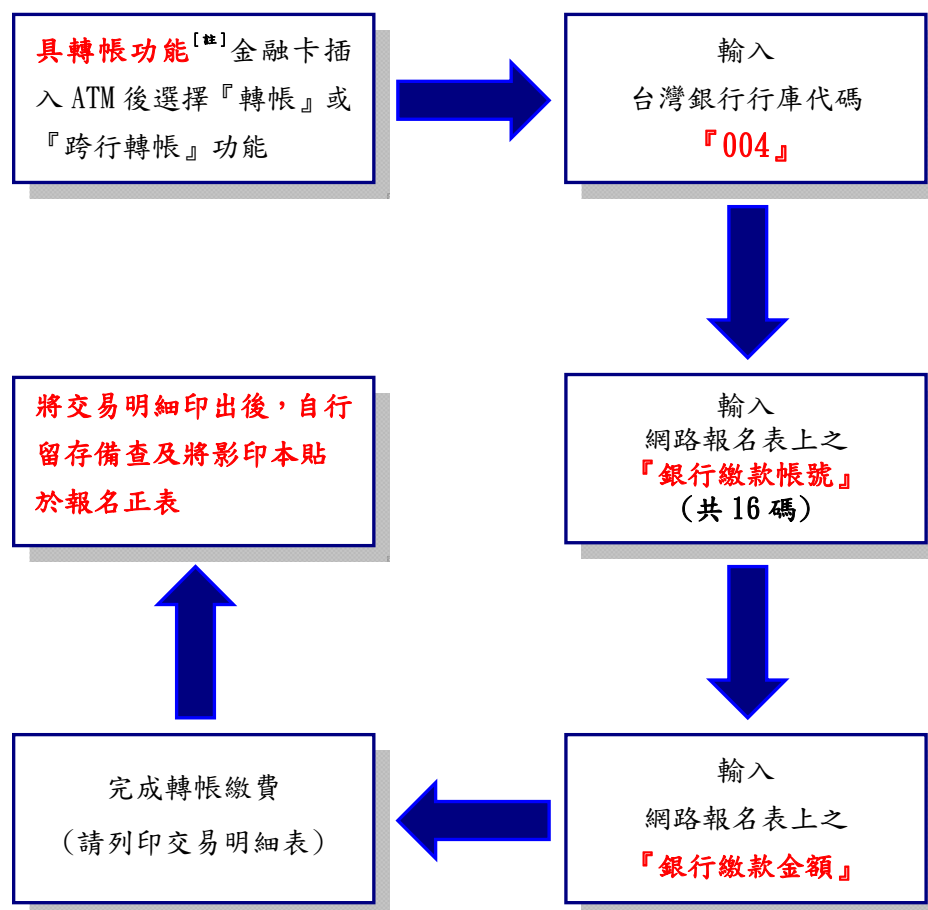 具轉帳功能[註]金融卡插
入 ATM 後選擇『轉帳』或
『跨行轉帳』功能
輸入
台灣銀行行庫代碼
『004』
輸入
網路報名表上之
『銀行繳款帳號』
(共 16 碼)
輸入
網路報名表上之
『銀行繳款金額』
完成轉帳繳費
(請列印交易明細表)
將交易明細印出後，自行
留存備查及將影印本貼
於報名正表